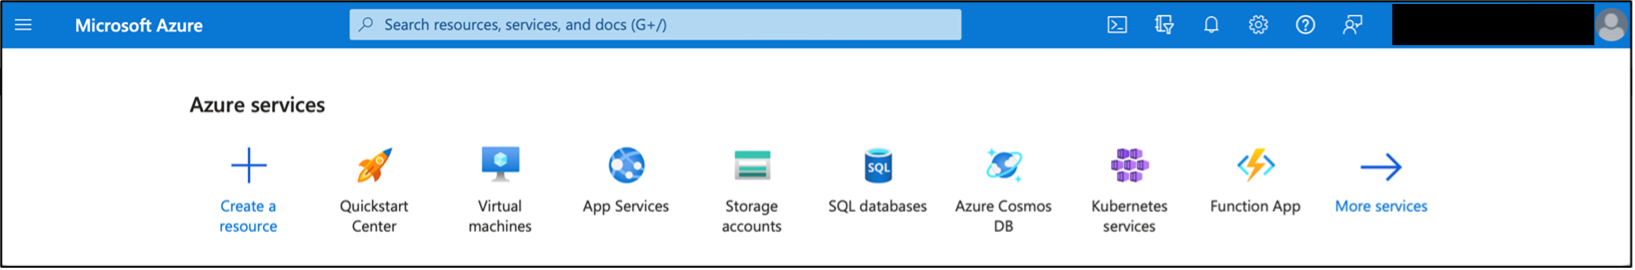 Microsoft Azure
Search resources, services, and docs (G+/)
Azure services
Create a
resource
Quickstart
Center
Virtual
machines
App Services
Storage
accounts
SQL
SQL databases
Azure Cosmos
DB
Kubernetes
services
Function App
More services